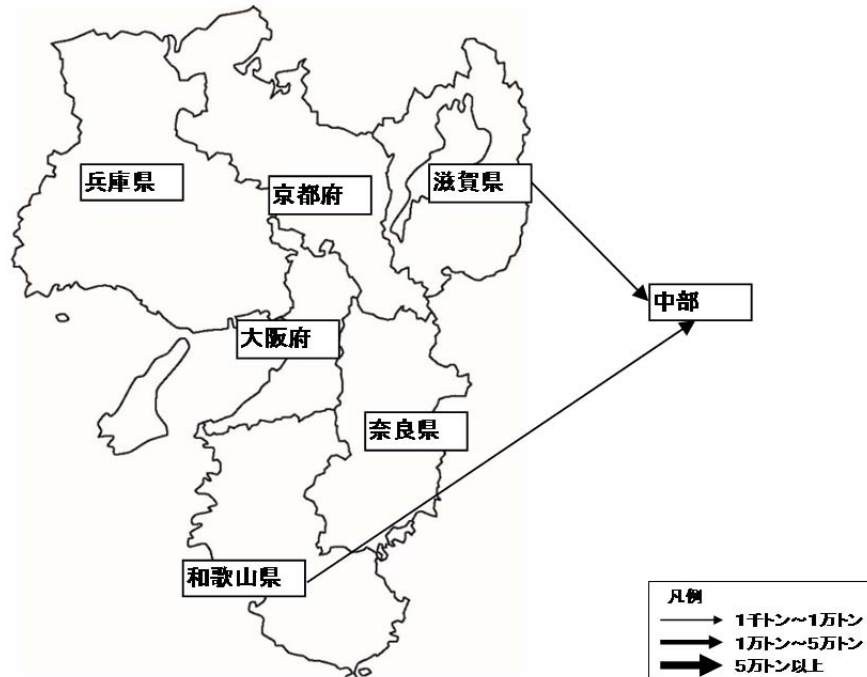 兵庫県
京都府
滋賀県
中部
大阪府
奈良県
和歌山県
凡例
1千トン～1万トン
1万トン～5万トン
5万トン以上